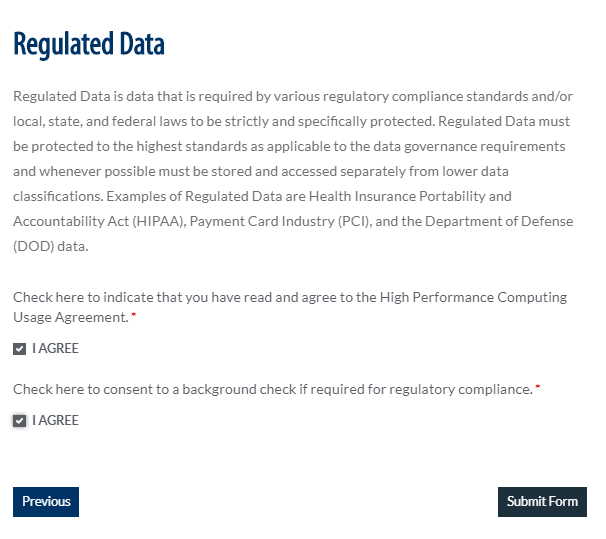 Regulated Data
Regulated Data is data that is required by various regulatory compliance standards and/or
local, state, and federal laws to be strictly and specifically protected. Regulated Data must
be protected to the highest standards as applicable to the data governance requirements
and whenever possible must be stored and accessed separately from lower data
classifications. Examples of Regulated Data are Health Insurance Portability and
Accountability Act (HIPAA), Payment Card Industry (PCI), and the Department of Defense
(DOD) data.
Check here to indicate that you have read and agree to the High Performance Computing
Usage Agreement. *
I AGREE
Check here to consent to a background check if required for regulatory compliance. *
I AGREE
Previous
Submit Form